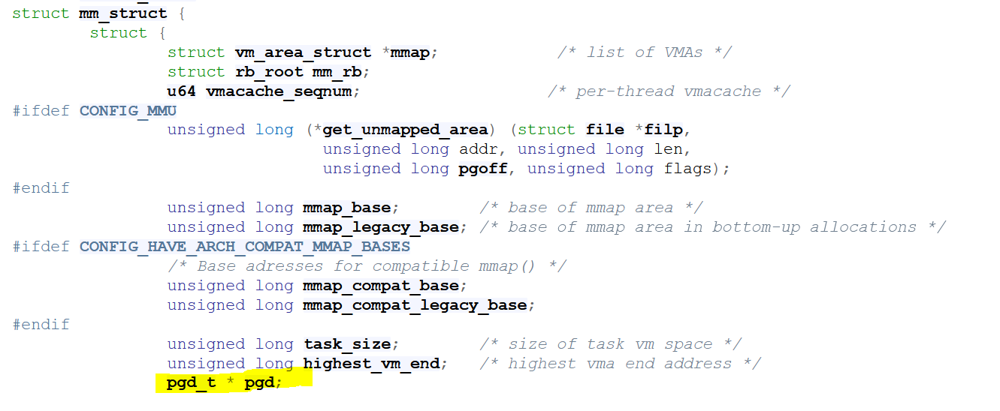 struct mm_struct {
struct {
struct vm_area_struct *mmap; /* list of VMAs */
struct rb_root mm_rb;
u64 vmacache_seqnum; /* per-thread vmacache */
#ifdef CONFIG_MMU
unsigned long (*get_unmapped_area) (struct file *filp,
unsigned long addr, unsigned long len,
unsigned long pgoff, unsigned long flags);
#endif
unsigned long mmap_base; /* base of mmap area */
unsigned long mmap_legacy_base; /* base of mmap area in bottom-up allocations */
#ifdef CONFIG_HAVE_ARCH_COMPAT_MMAP_BASES
/* Base adresses for compatible mmap() */
unsigned long mmap_compat_base;
unsigned long mmap_compat_legacy_base;
#endif
unsigned long task_size; /* size of task vm space */
unsigned long highest_vm_end; /* highest vma end address */
pgd_t * pgd;